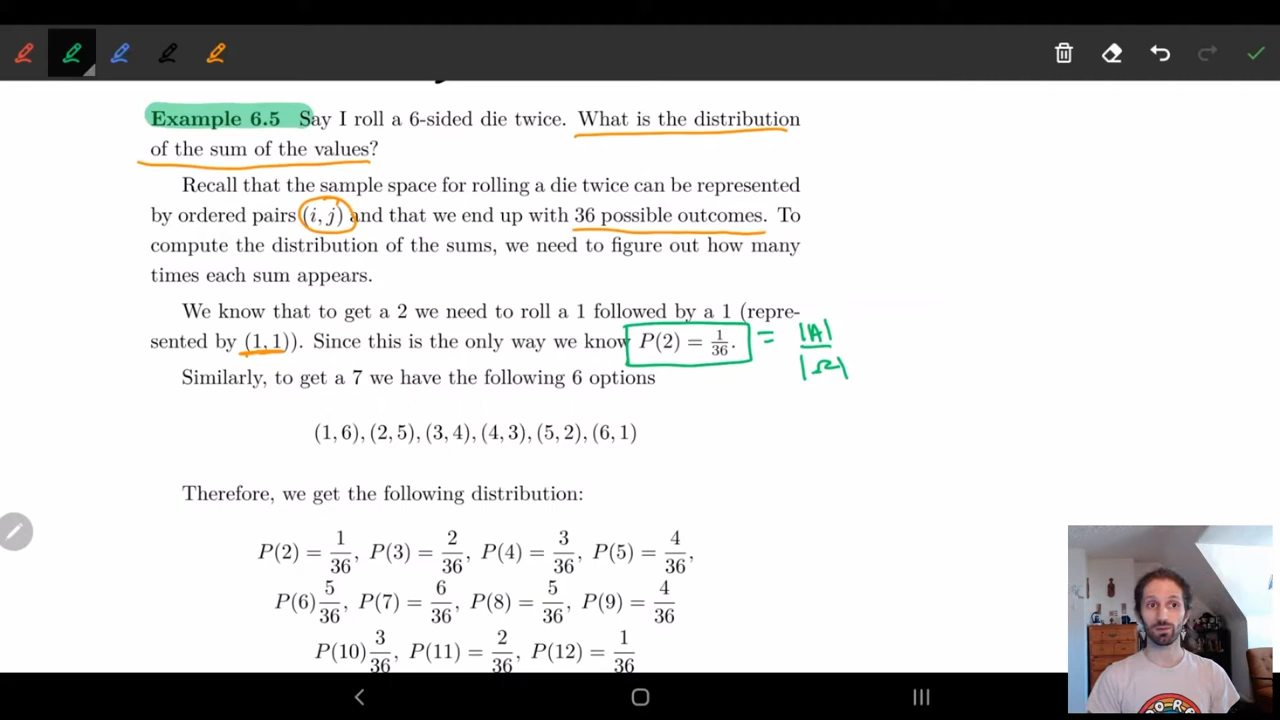 Example 6.5 Say I roll a 6-sided die twice. What is the distribution
of the sum of the values?
Recall that the sample space for rolling a die twice can be represented
by ordered pairs (i, j) and that we end up with 36 possible outcomes. To
compute the distribution of the sums, we need to figure out how many
times each sum appears.
We know that to get a 2 we need to roll a 1 followed by a 1 (repre-
sented by (1, 1)). Since this is the only way we know P(2) = 1/36. = |A|/|Ω|
Similarly, to get a 7 we have the following 6 options
(1, 6), (2, 5), (3, 4), (4, 3), (5, 2), (6, 1)
Therefore, we get the following distribution:
P(2) = 1/36, P(3) = 2/36, P(4) = 3/36, P(5) = 4/36,
P(6) 5/36, P(7) = 6/36, P(8) = 5/36, P(9) = 4/36
P(10) 3/36, P(11) = 2/36, P(12) = 1/36